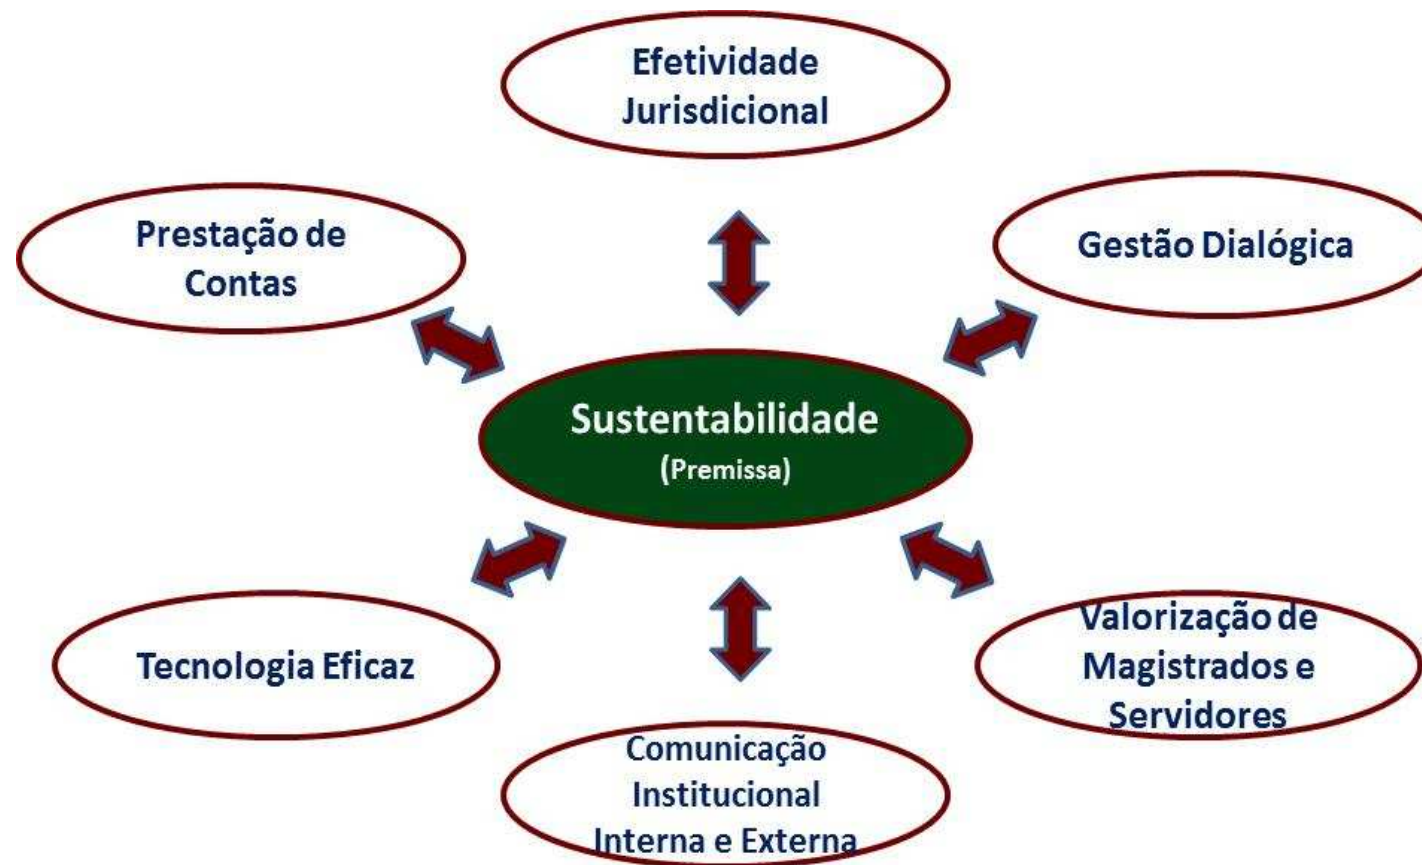 Efetividade
Jurisdicional
Prestação de
Contas
Gestão Dialógica
Sustentabilidade
(Premissa)
Tecnologia Eficaz
Valorização de
Magistrados e
Servidores
Comunicação
Institucional
Interna e Externa